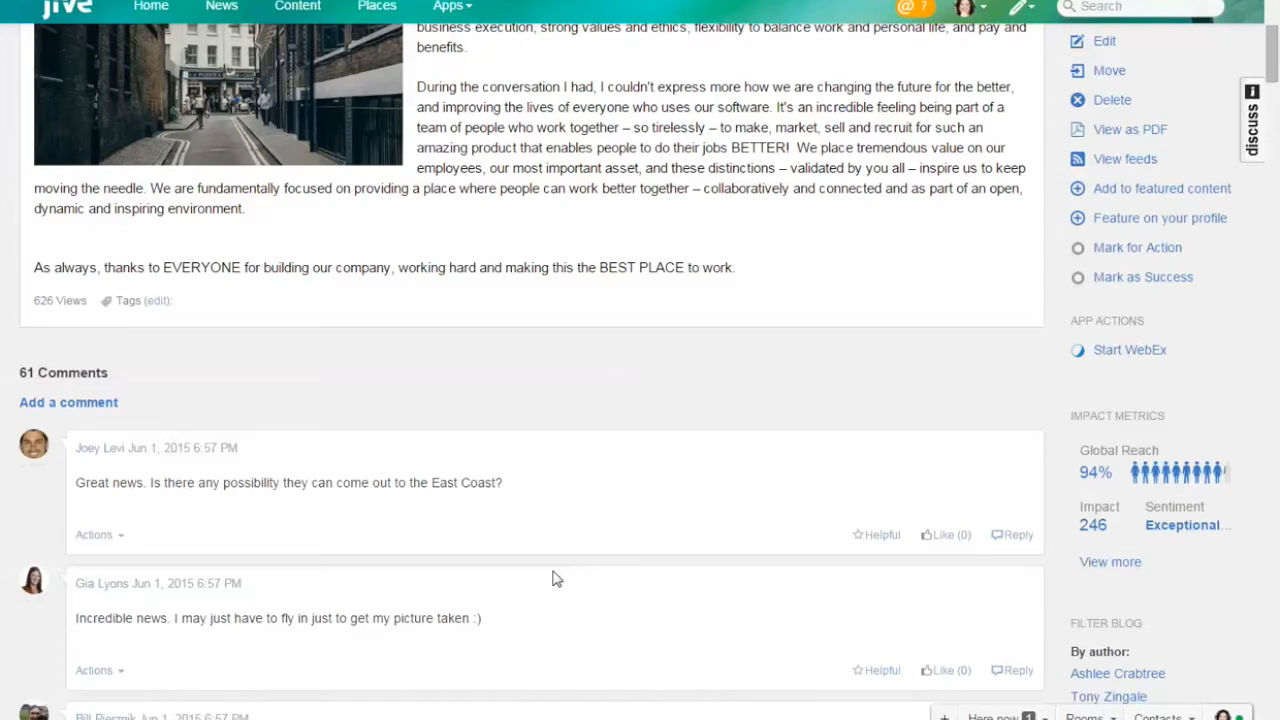 jive Home News Content Places Apps @ 7 Search
business execution, strong values and ethics, flexibility to balance work and personal life, and pay and
benefits.
During the conversation I had, I couldn't express more how we are changing the future for the better,
and improving the lives of everyone who uses our software. It's an incredible feeling being part of a
team of people who work together – so tirelessly – to make, market, sell and recruit for such an
amazing product that enables people to do their jobs BETTER!  We place tremendous value on our
employees, our most important asset, and these distinctions – validated by you all – inspire us to keep
moving the needle. We are fundamentally focused on providing a place where people can work better together – collaboratively and connected and as part of an open,
dynamic and inspiring environment.
As always, thanks to EVERYONE for building our company, working hard and making this the BEST PLACE to work.
626 Views Tags (edit):
61 Comments
Add a comment
Joey Levi Jun 1, 2015 6:57 PM
Great news. Is there any possibility they can come out to the East Coast?
Actions Helpful Like (0) Reply
Gia Lyons Jun 1, 2015 6:57 PM
Incredible news. I may just have to fly in just to get my picture taken :)
Actions Helpful Like (0) Reply
Bill Pierznik Jun 1, 2015 6:57 PM
Edit
Move
Delete
View as PDF
View feeds
Add to featured content
Feature on your profile
Mark for Action
Mark as Success
APP ACTIONS
Start WebEx
IMPACT METRICS
Global Reach
94%
Impact Sentiment
246 Exceptional...
View more
FILTER BLOG
By author:
Ashlee Crabtree
Tony Zingale
discuss i
+ Here now 1 Rooms Contacts